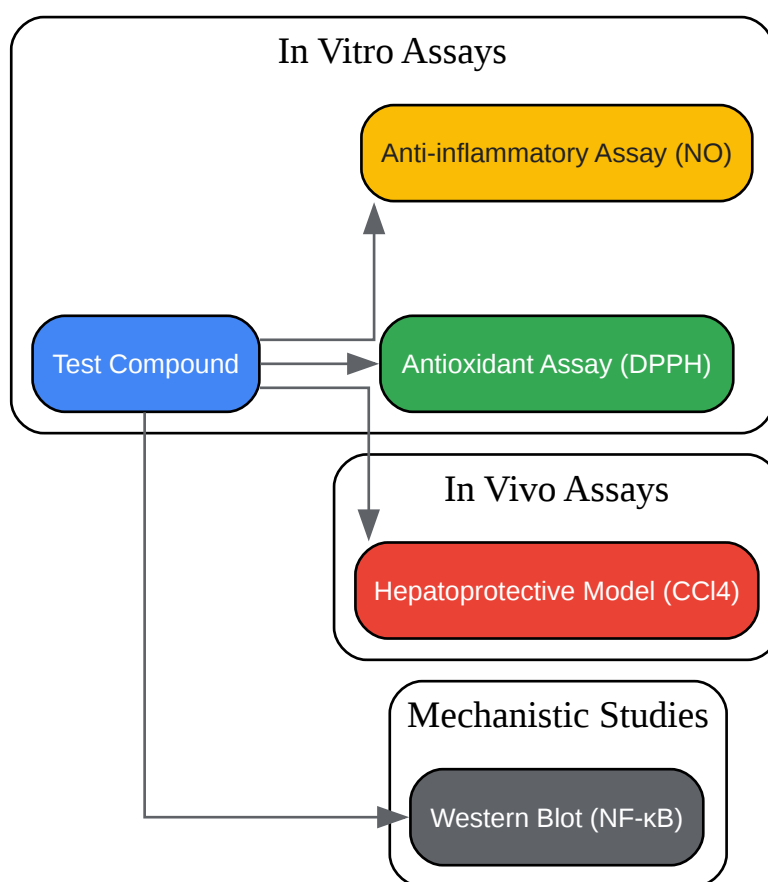 In Vitro Assays
Anti-inflammatory Assay (NO)
Test Compound
Antioxidant Assay (DPPH)
In Vivo Assays
Hepatoprotective Model (CCl4)
Mechanistic Studies
Western Blot (NF-κB)